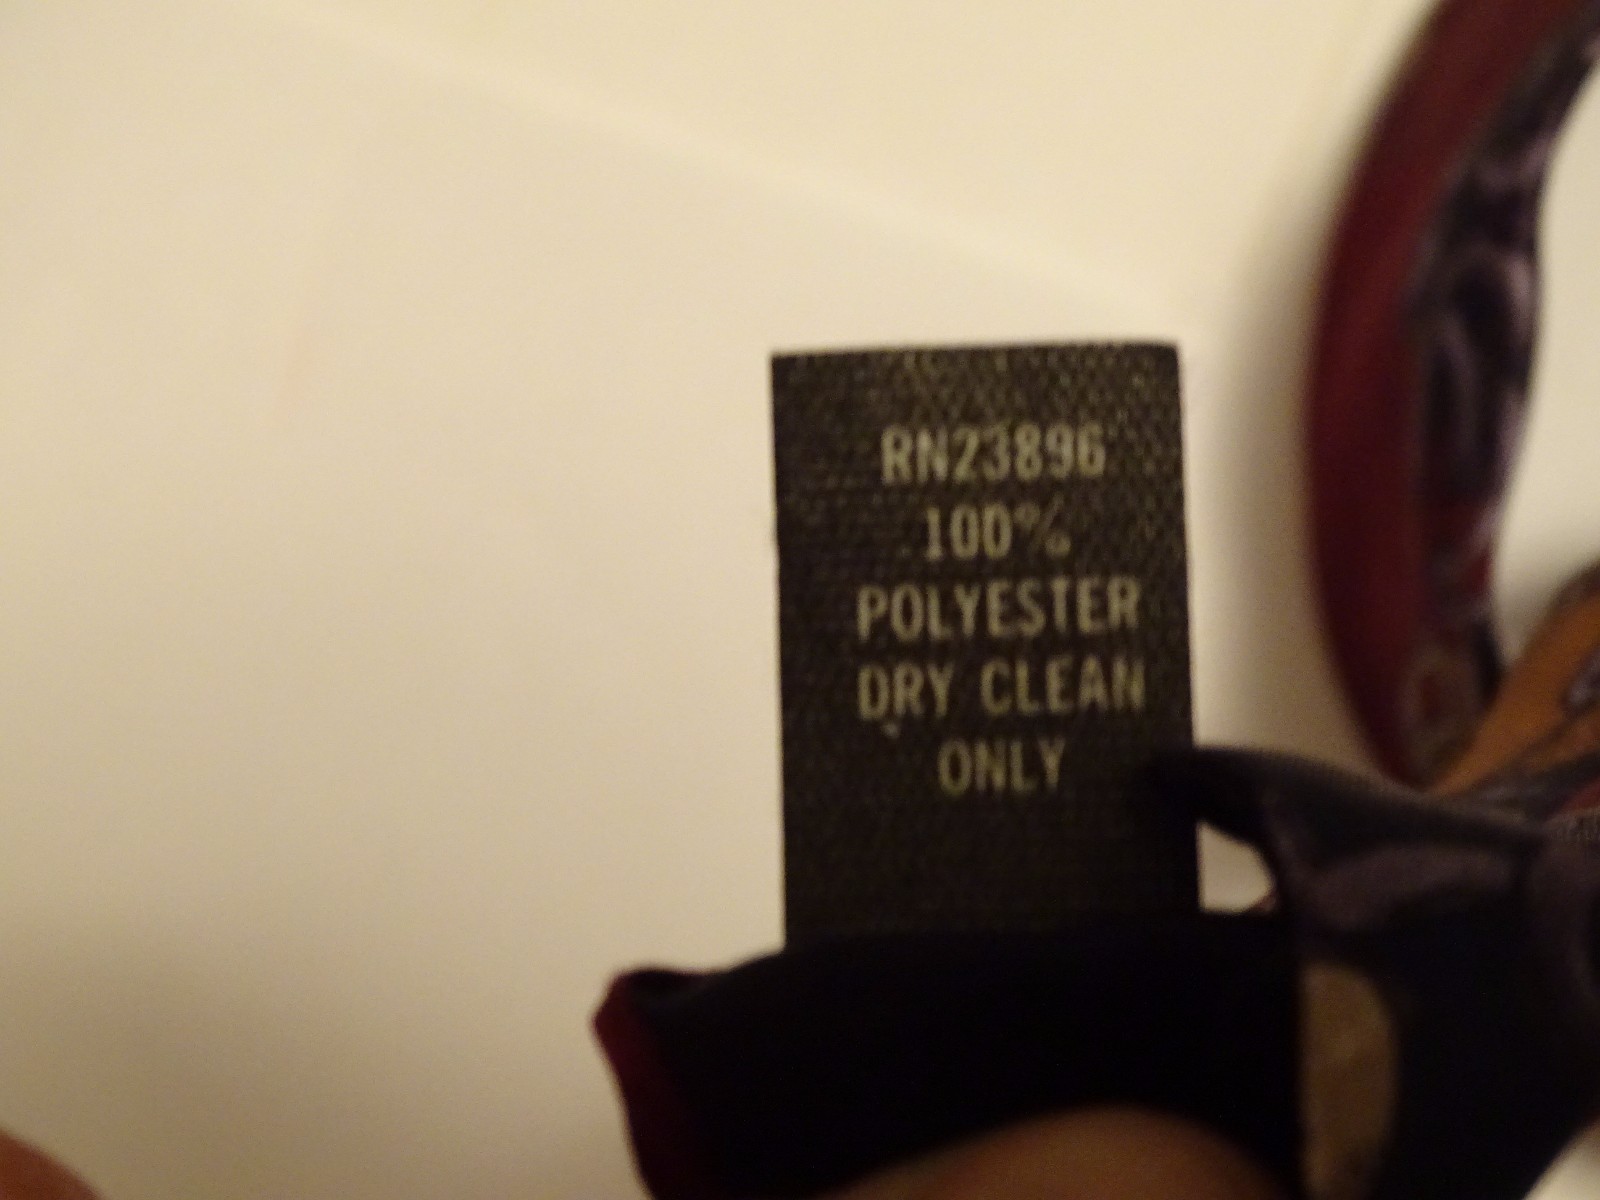 RN23896
100%
POLYESTER
DRY CLEAN
ONLY